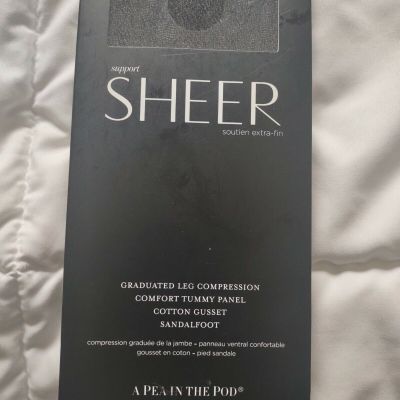 support
SHEER
soutien extra-fin
GRADUATED LEG COMPRESSION
COMFORT TUMMY PANEL
COTTON GUSSET
SANDALFOOT
compression graduée de la jambe – panneau ventral confortable
gousset en coton – pied sandale
A PEA IN THE POD®